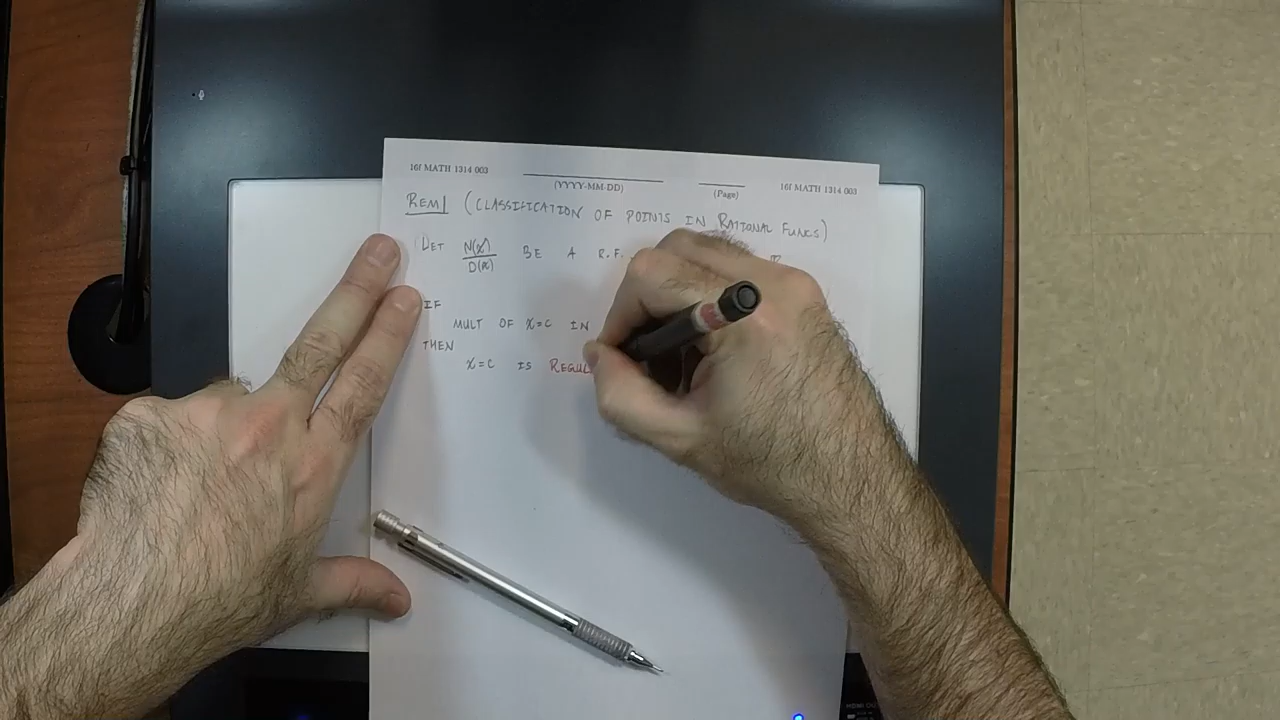 16f MATH 1314 003
(YYYY-MM-DD)
(Page)
16f MATH 1314 003
REM (CLASSIFICATION OF POINTS IN RATIONAL FUNCS)
LET N(x)/D(x) BE A R.F.
IF
MULT OF x=c IN
THEN
x=c IS REGUL